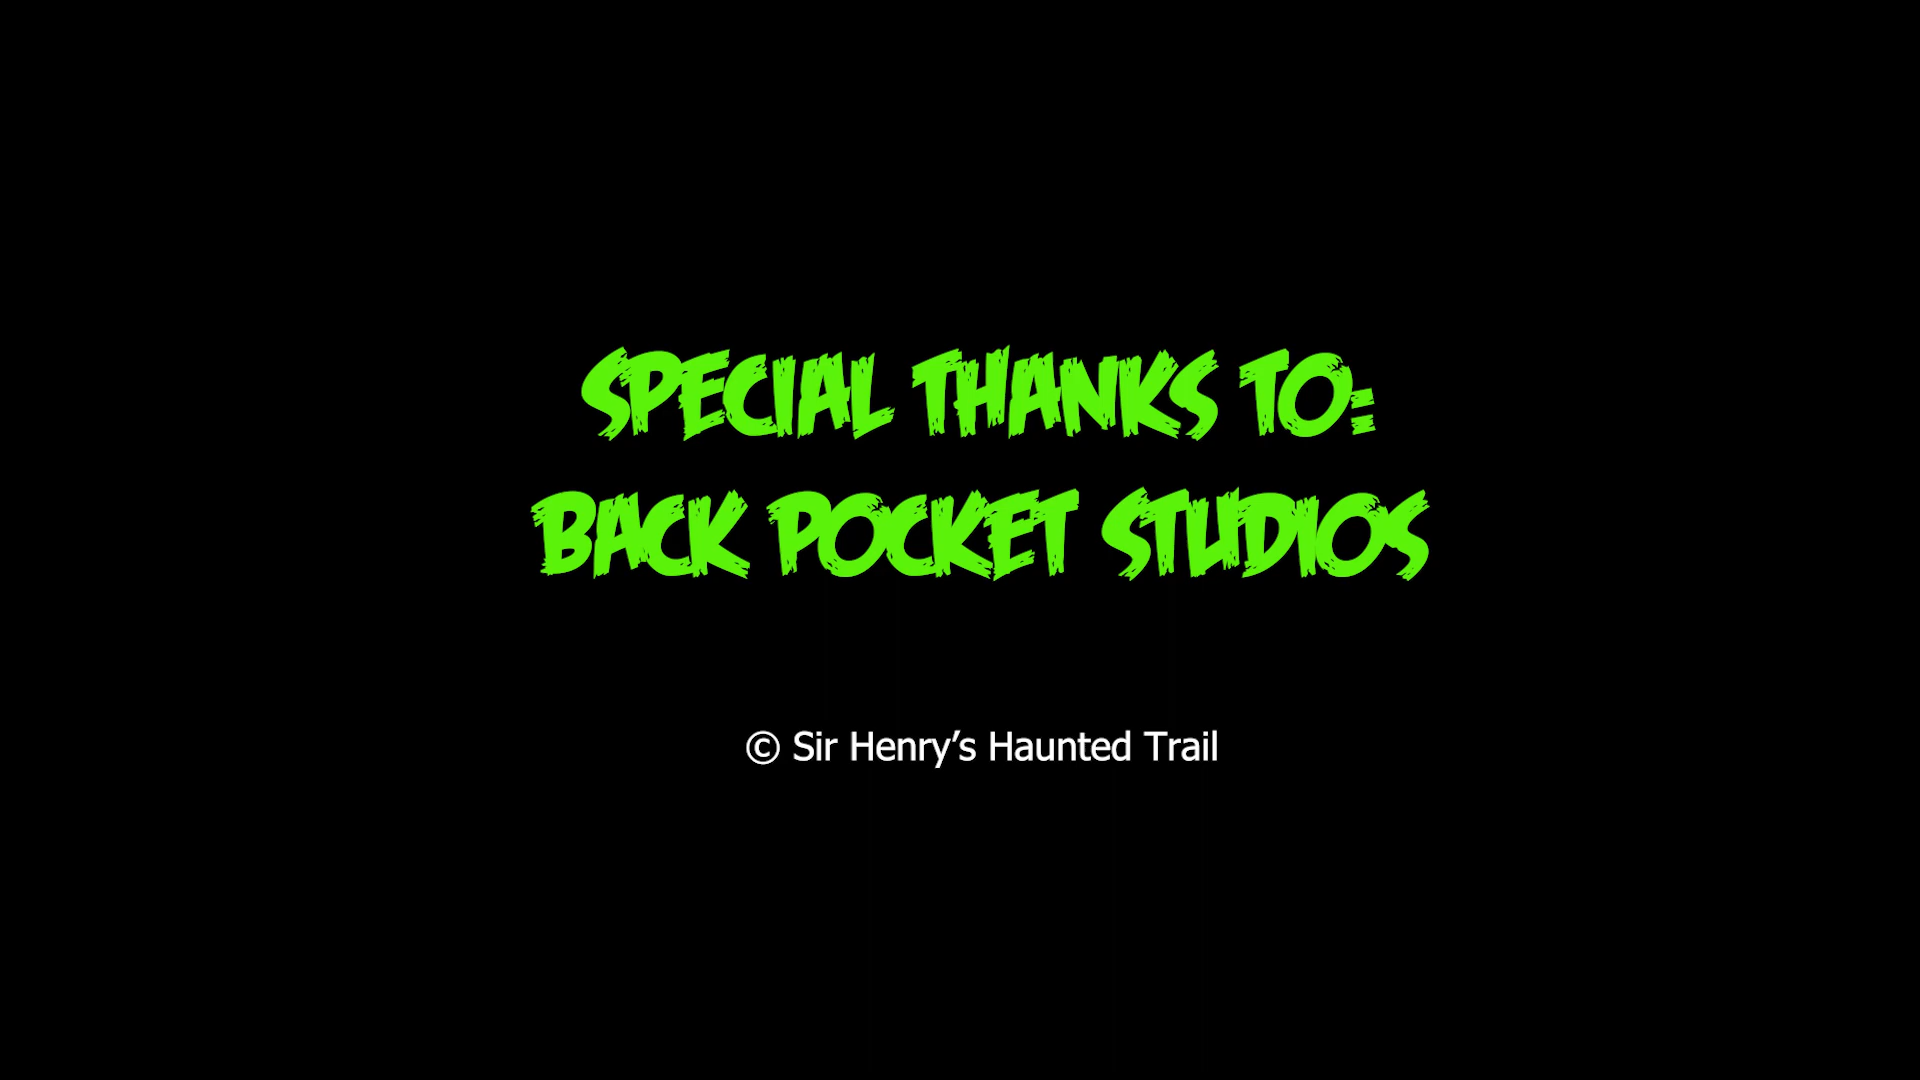 SPECIAL THANKS TO:
BACK POCKET STUDIOS
© Sir Henry’s Haunted Trail